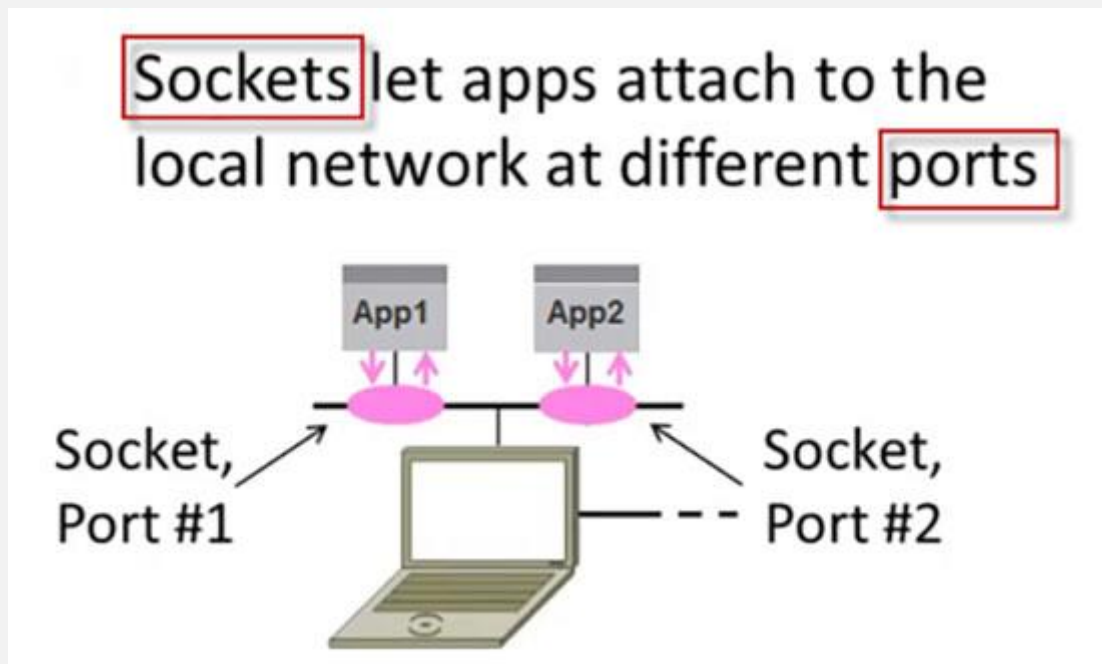 Sockets let apps attach to the
local network at different ports
App1
App2
Socket,
Port #1
Socket,
Port #2